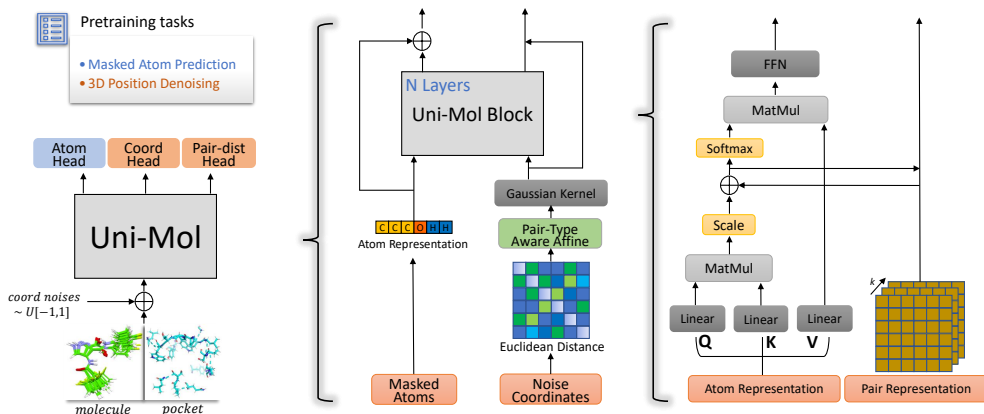 Pretraining tasks
Masked Atom Prediction
3D Position Denoising
Atom
Head
Coord
Head
Pair-dist
Head
Uni-Mol
coord noises
~ U[−1,1]
molecule
pocket
N Layers
Uni-Mol Block
Gaussian Kernel
C C C O H H
Atom Representation
Pair-Type
Aware Affine
Euclidean Distance
Masked
Atoms
Noise
Coordinates
FFN
MatMul
Softmax
Scale
MatMul
Linear
Linear
Linear
Q
K
V
k
Atom Representation
Pair Representation